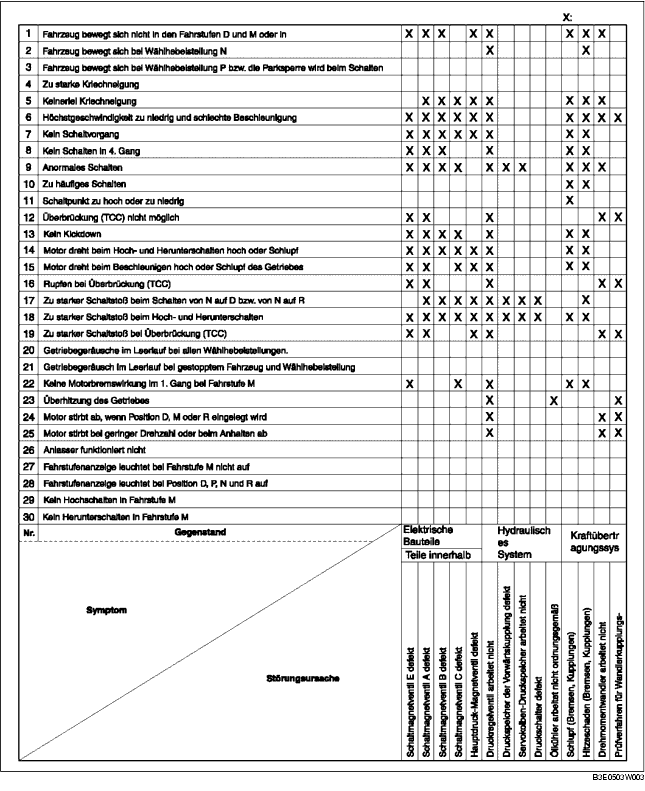 X:
1 Fahrzeug bewegt sich nicht in den Fahrstufen D und M oder in X X X X X X X X
2 Fahrzeug bewegt sich bei Wählhebelstellung N X X
3 Fahrzeug bewegt sich bei Wählhebelstellung P bzw. die Parksperre wird beim Schalten
4 Zu starke Kriechneigung
5 Keinerlei Kriechneigung X X X X X X X X
6 Höchstgeschwindigkeit zu niedrig und schlechte Beschleunigung X X X X X X X X X X
7 Kein Schaltvorgang X X X X X X X X
8 Kein Schalten in 4. Gang X X X X X X
9 Anormales Schalten X X X X X X X X X X
10 Zu häufiges Schalten X X
11 Schaltpunkt zu hoch oder zu niedrig X
12 Überbrückung (TCC) nicht möglich X X X X X
13 Kein Kickdown X X X X X X X
14 Motor dreht beim Hoch- und Herunterschalten hoch oder Schlupf X X X X X X X X
15 Motor dreht beim Beschleunigen hoch oder Schlupf des Getriebes X X X X X X X
16 Rupfen bei Überbrückung (TCC) X X X X X
17 Zu starker Schaltstoß beim Schalten von N auf D bzw. von N auf R X X X X X X X X X
18 Zu starker Schaltstoß beim Hoch- und Herunterschalten X X X X X X X X X X X
19 Zu starker Schaltstoß bei Überbrückung (TCC) X X X X X X
20 Getriebegeräusche im Leerlauf bei allen Wählhebelstellungen.
21 Getriebegeräusch im Leerlauf bei gestopptem Fahrzeug und Wählhebelstellung
22 Keine Motorbremswirkung im 1. Gang bei Fahrstufe M X X X X X
23 Überhitzung des Getriebes X X X
24 Motor stirbt ab, wenn Position D, M oder R eingelegt wird X X X
25 Motor stirbt bei geringer Drehzahl oder beim Anhalten ab X X X
26 Anlasser funktioniert nicht
27 Fahrstufenanzeige leuchtet bei Fahrstufe M nicht auf
28 Fahrstufenanzeige leuchtet bei Position D, P, N und R auf
29 Kein Hochschalten in Fahrstufe M
30 Kein Herunterschalten in Fahrstufe M
Nr. Gegenstand
Elektrische
Bauteile
Teile innerhalb
Hydraulisch
es
System
Kraftübertr
agungssys
Symptom
Störungsursache
Schaltmagnetventil E defekt
Schaltmagnetventil A defekt
Schaltmagnetventil B defekt
Schaltmagnetventil C defekt
Hauptdruck-Magnetventil defekt
Druckregelventil arbeitet nicht
Druckspeicher der Vorwärtskupplung defekt
Servokolben-Druckspeicher arbeitet nicht
Druckschalter defekt
Ölkühler arbeitet nicht ordnungsgemäß
Schlupf (Bremsen, Kupplungen)
Hitzeschaden (Bremsen, Kupplungen)
Drehmomentwandler arbeitet nicht
Prüfverfahren für Wandlerkupplungs-
B3E0503W003